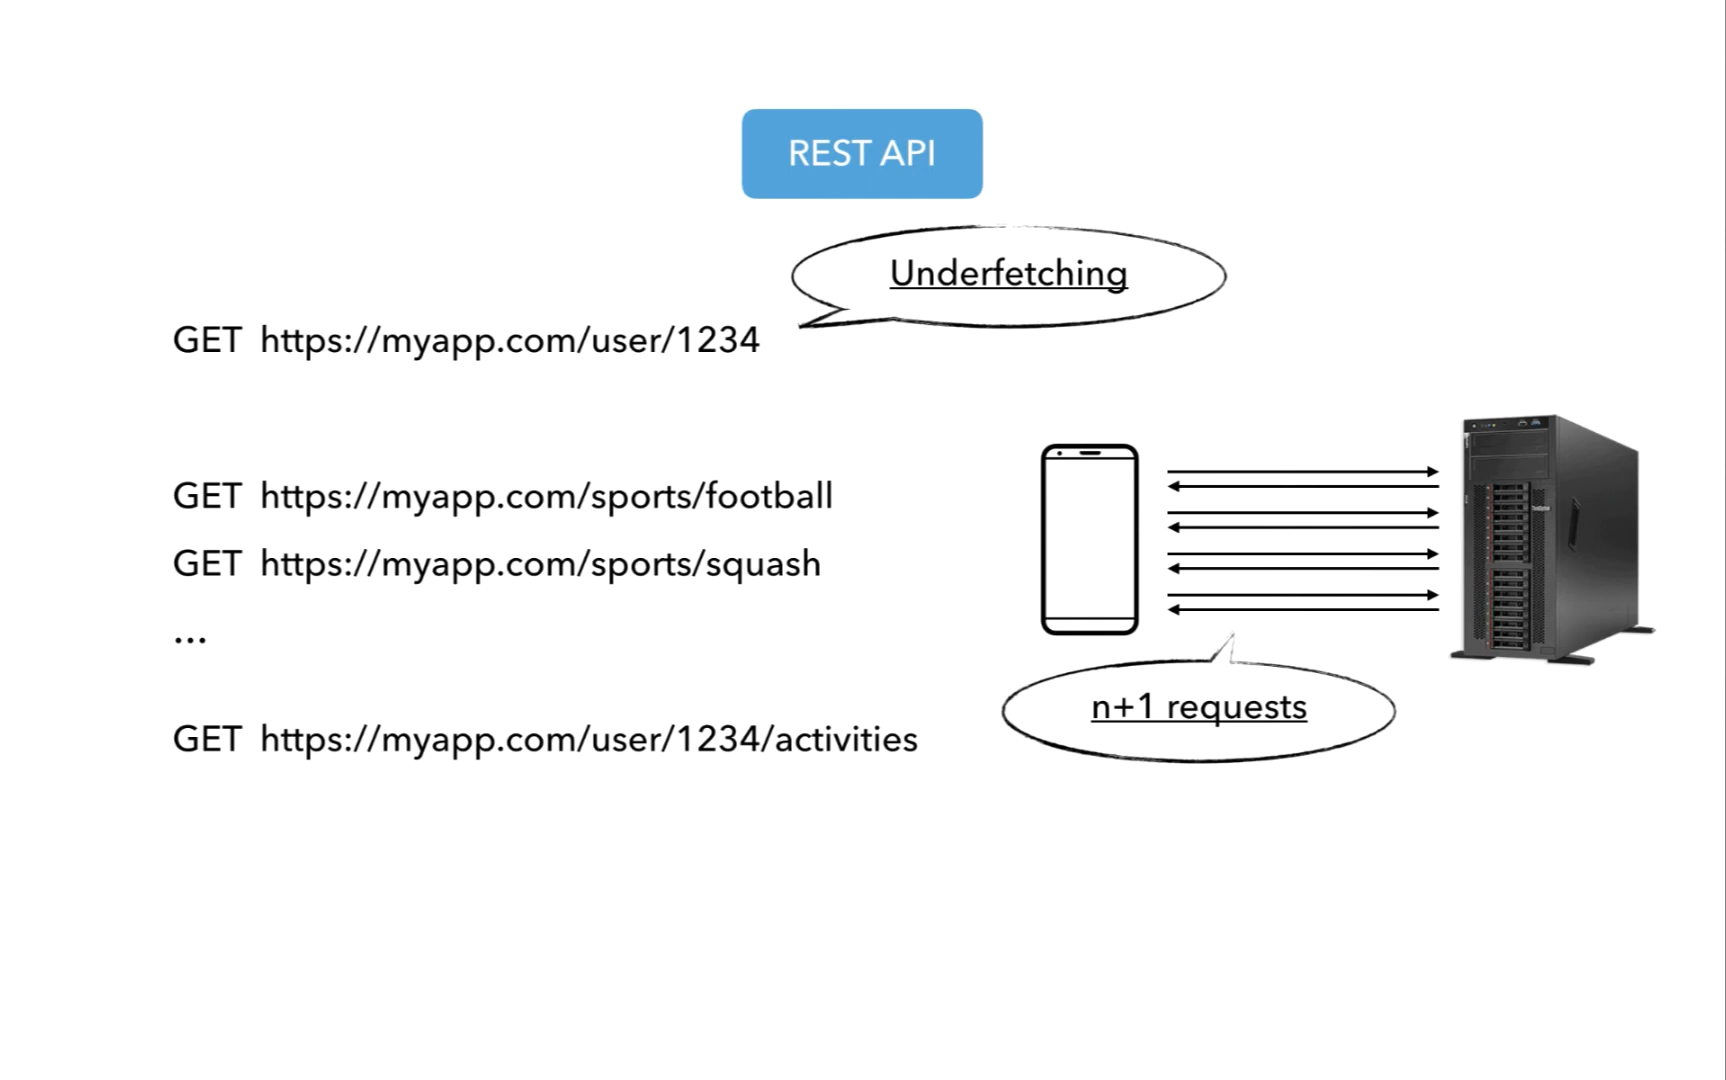 REST API
Underfetching
GET https://myapp.com/user/1234
GET https://myapp.com/sports/football
GET https://myapp.com/sports/squash
...
n+1 requests
GET https://myapp.com/user/1234/activities